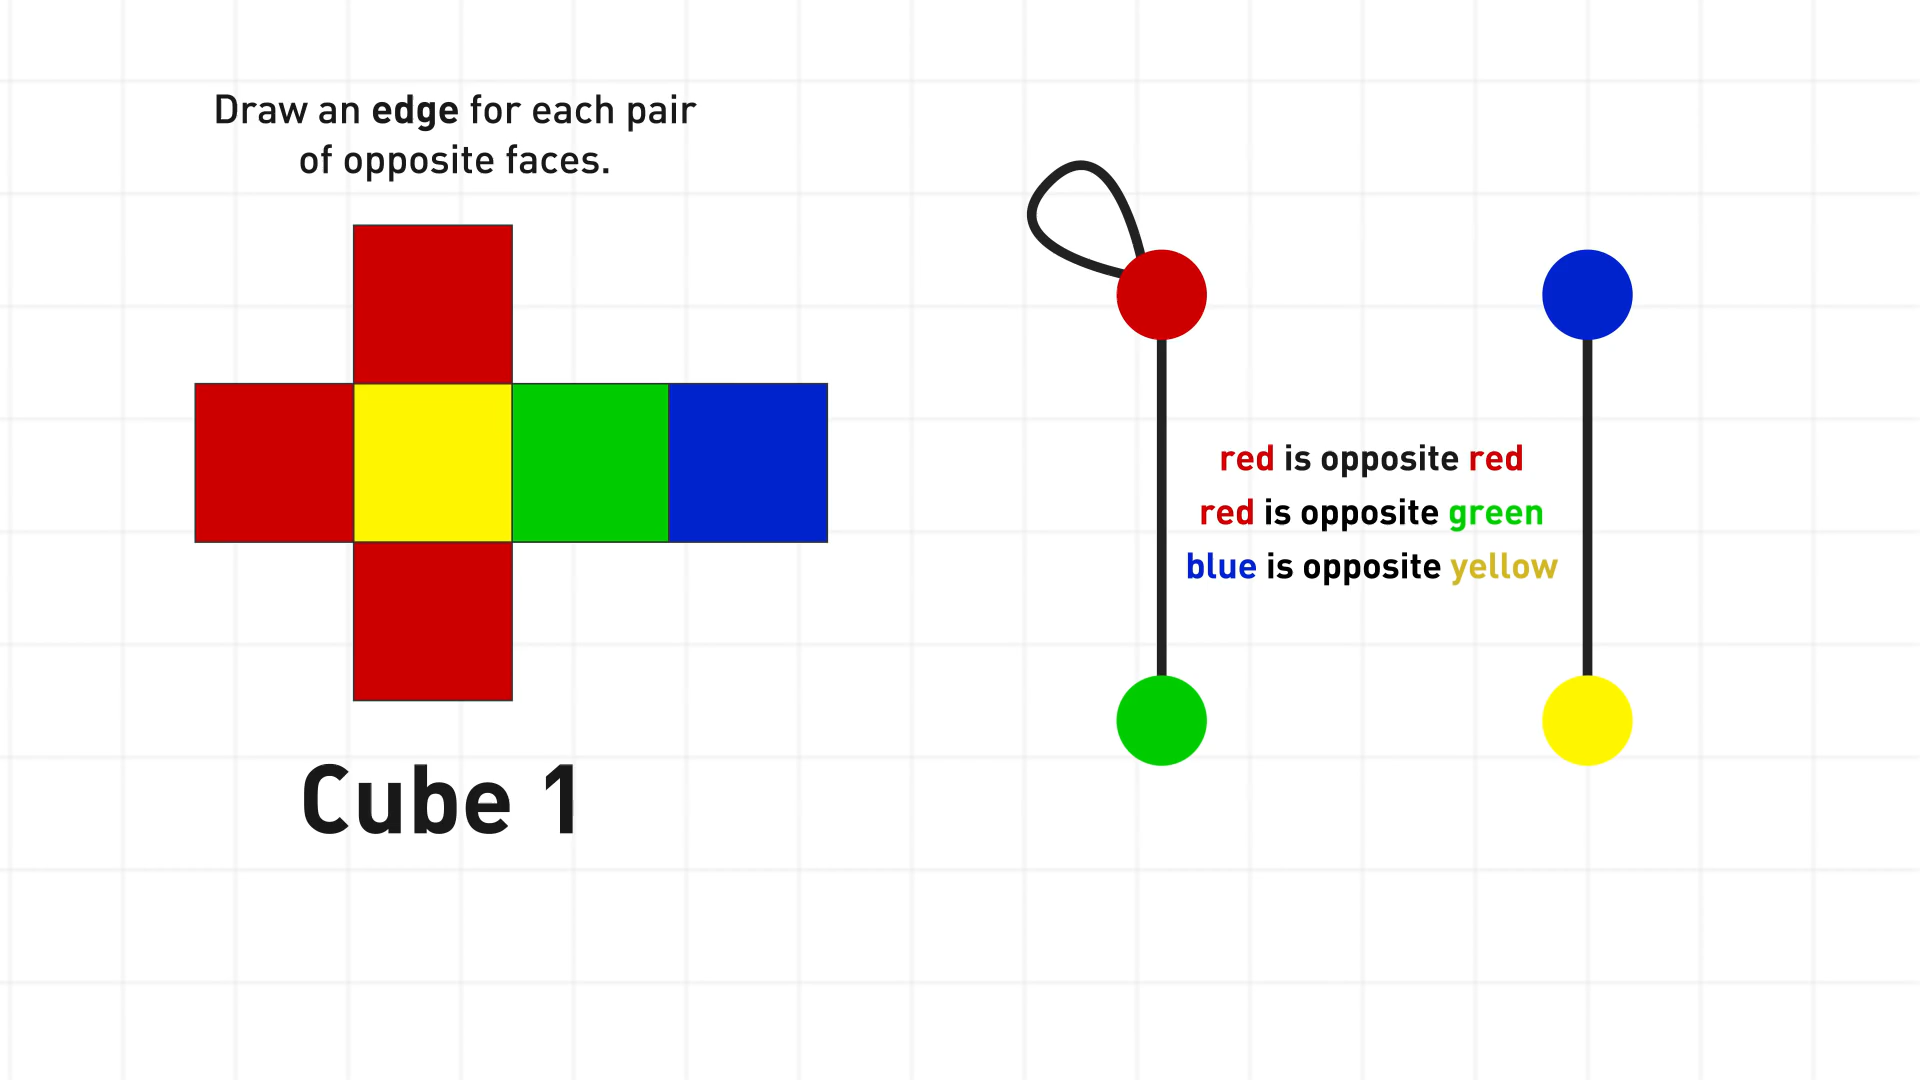 Draw an edge for each pair
of opposite faces.
red is opposite red
red is opposite green
blue is opposite yellow
Cube 1